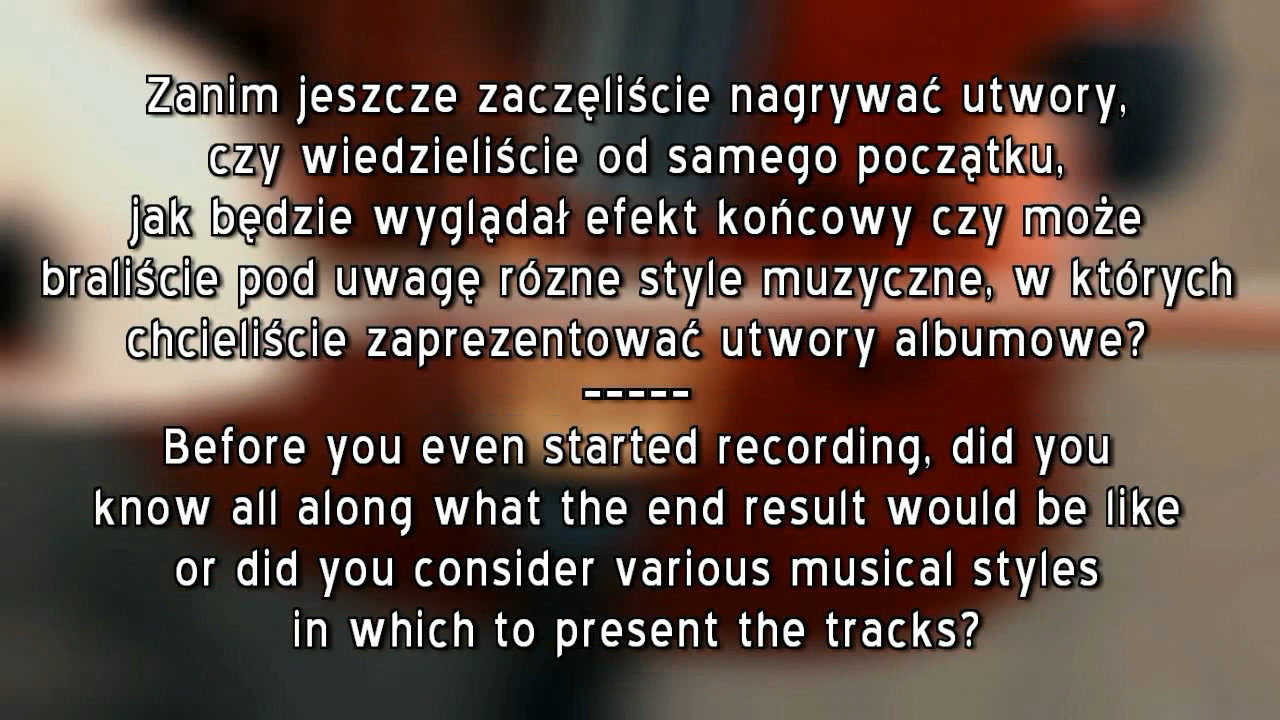 Zanim jeszcze zaczęliście nagrywać utwory,
czy wiedzieliście od samego początku,
jak będzie wyglądał efekt końcowy czy może
braliście pod uwagę rózne style muzyczne, w których
chcieliście zaprezentować utwory albumowe?
-----
Before you even started recording, did you
know all along what the end result would be like
or did you consider various musical styles
in which to present the tracks?